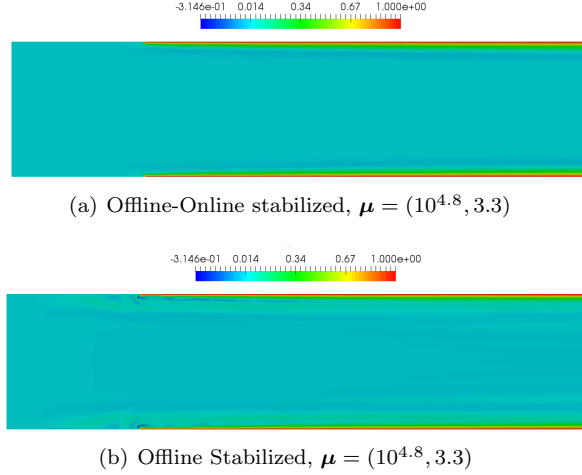 -3.146e-01 0.014 0.34 0.67 1.000e+00
(a) Offline-Online stabilized, μ = (10^4.8, 3.3)
-3.146e-01 0.014 0.34 0.67 1.000e+00
(b) Offline Stabilized, μ = (10^4.8, 3.3)